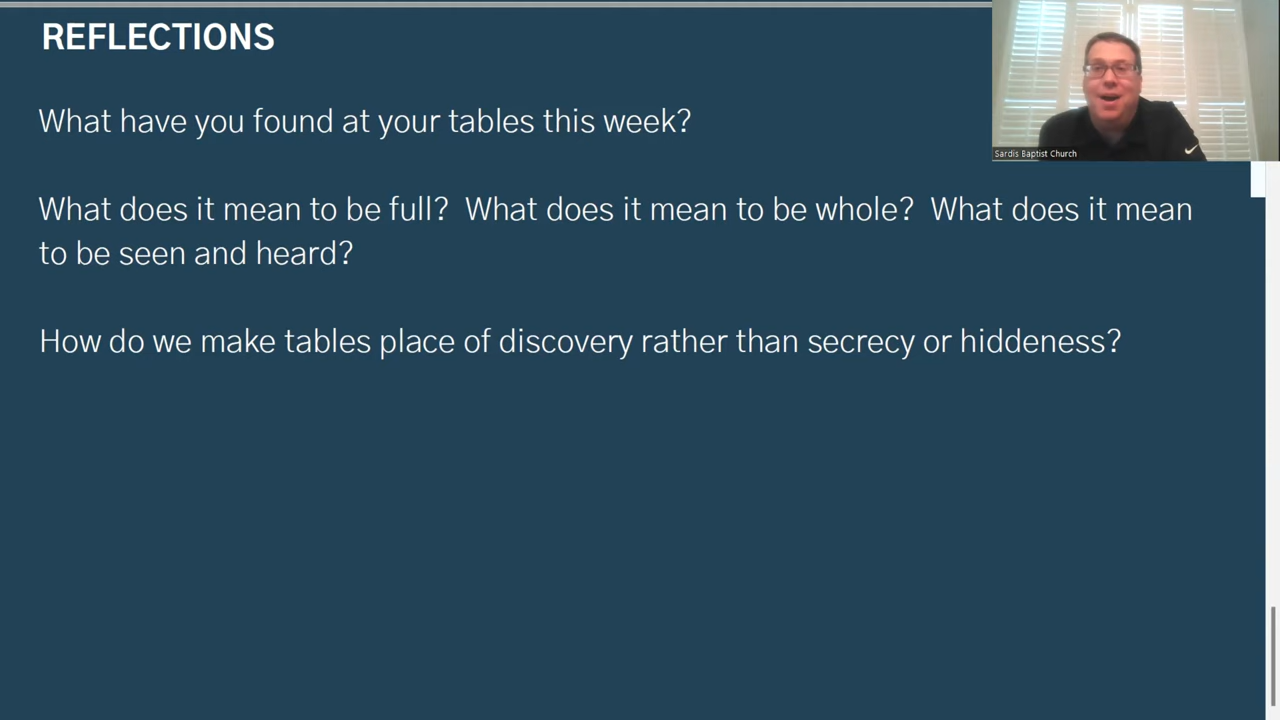 REFLECTIONS
Sardis Baptist Church
What have you found at your tables this week?
What does it mean to be full?  What does it mean to be whole?  What does it mean
to be seen and heard?
How do we make tables place of discovery rather than secrecy or hiddeness?